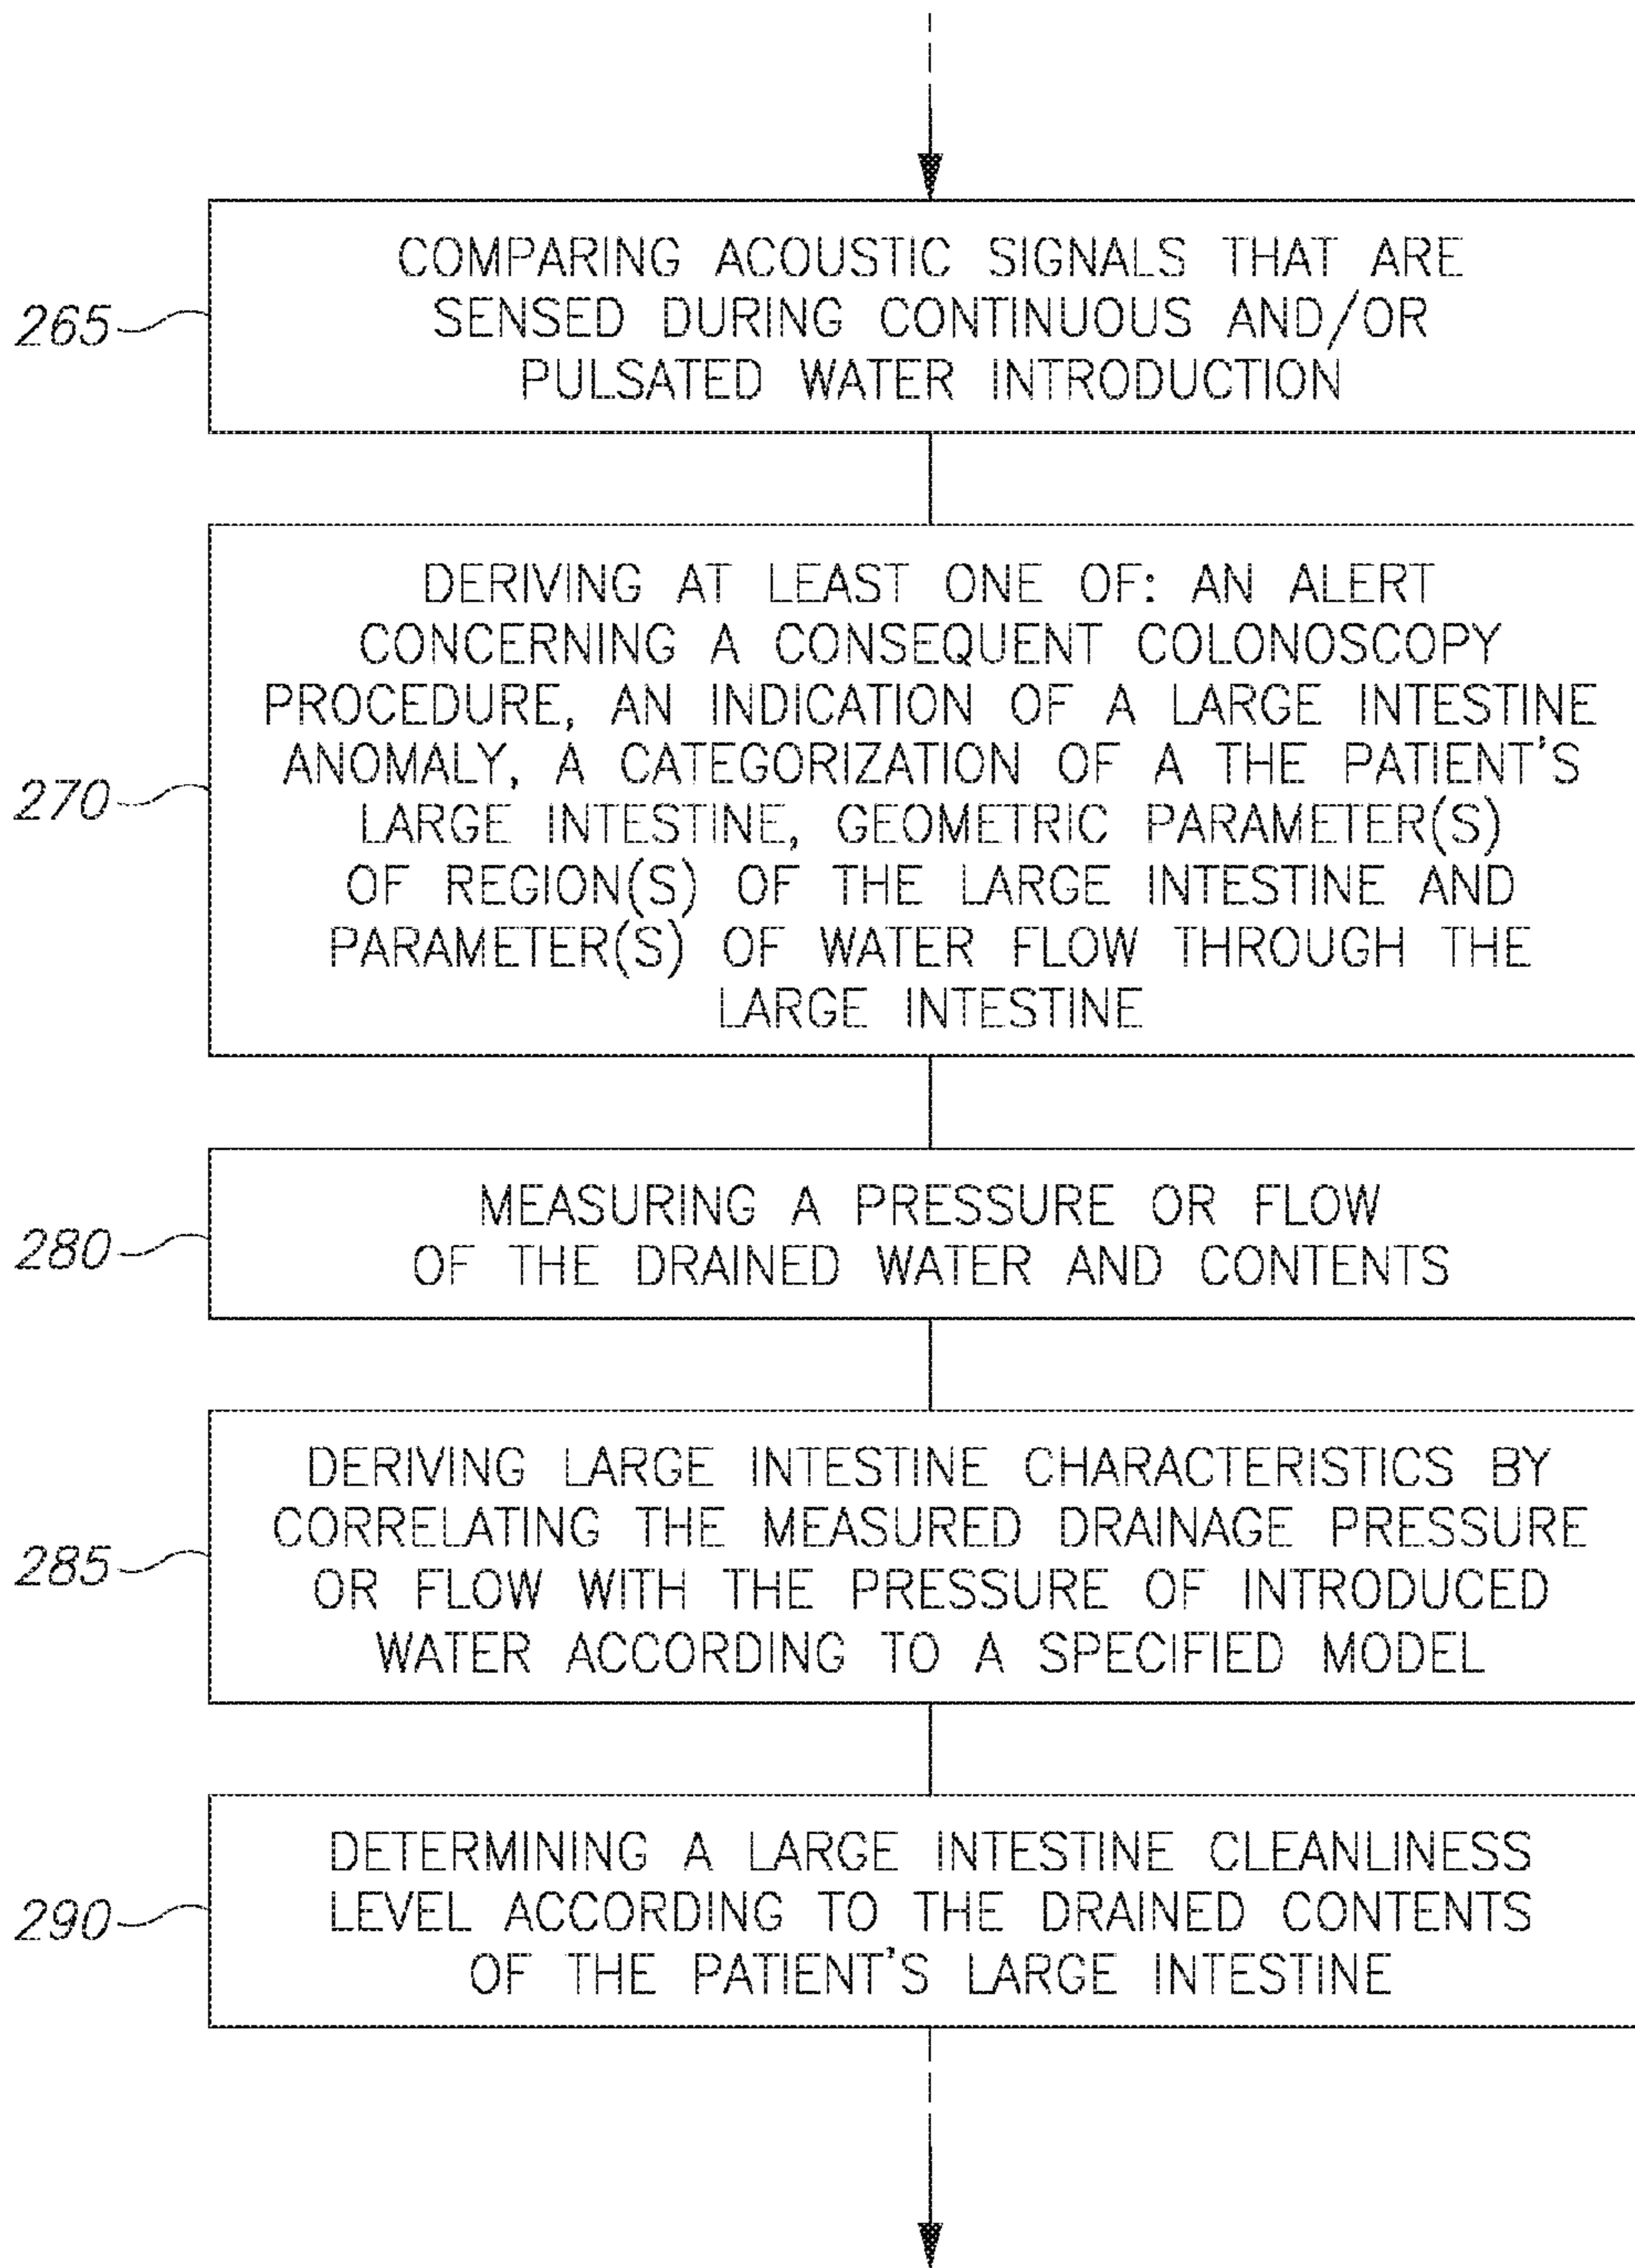 265
COMPARING ACOUSTIC SIGNALS THAT ARE
SENSED DURING CONTINUOUS AND/OR
PULSATED WATER INTRODUCTION
270
DERIVING AT LEAST ONE OF: AN ALERT
CONCERNING A CONSEQUENT COLONOSCOPY
PROCEDURE, AN INDICATION OF A LARGE INTESTINE
ANOMALY, A CATEGORIZATION OF A THE PATIENT'S
LARGE INTESTINE, GEOMETRIC PARAMETER(S)
OF REGION(S) OF THE LARGE INTESTINE AND
PARAMETER(S) OF WATER FLOW THROUGH THE
LARGE INTESTINE
280
MEASURING A PRESSURE OR FLOW
OF THE DRAINED WATER AND CONTENTS
285
DERIVING LARGE INTESTINE CHARACTERISTICS BY
CORRELATING THE MEASURED DRAINAGE PRESSURE
OR FLOW WITH THE PRESSURE OF INTRODUCED
WATER ACCORDING TO A SPECIFIED MODEL
290
DETERMINING A LARGE INTESTINE CLEANLINESS
LEVEL ACCORDING TO THE DRAINED CONTENTS
OF THE PATIENT'S LARGE INTESTINE